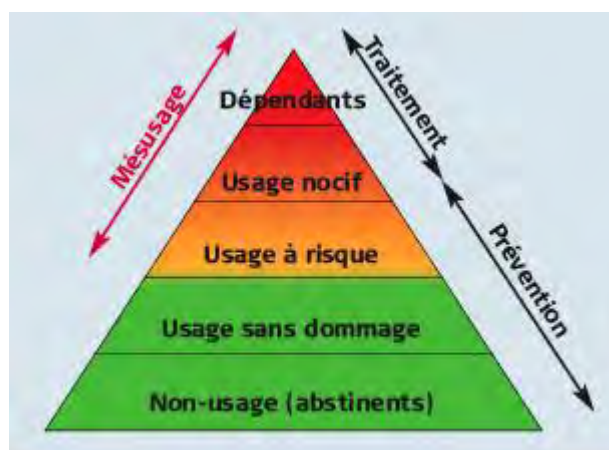 Mésusage
Traitement
Prévention
Dépendants
Usage nocif
Usage à risque
Usage sans dommage
Non-usage (abstinents)